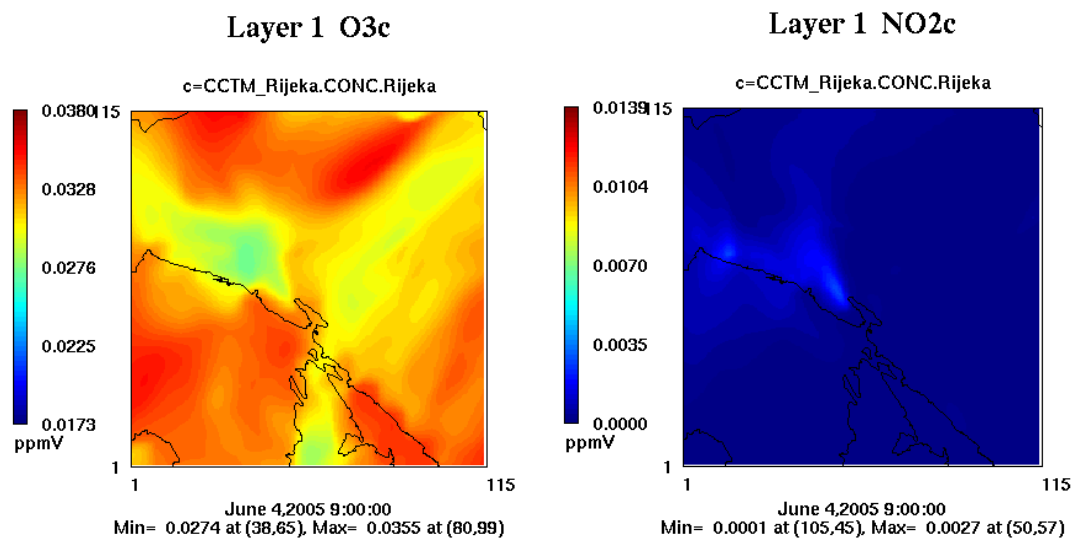 Layer 1 O3c
c=CCTM_Rijeka.CONC.Rijeka
0.0380
0.0328
0.0276
0.0225
0.0173
ppmV
115
1
1
115
June 4,2005 9:00:00
Min= 0.0274 at (38,65), Max= 0.0355 at (80,99)
Layer 1 NO2c
c=CCTM_Rijeka.CONC.Rijeka
0.0139
0.0104
0.0070
0.0035
0.0000
ppmV
115
1
1
115
June 4,2005 9:00:00
Min= 0.0001 at (105,45), Max= 0.0027 at (50,57)